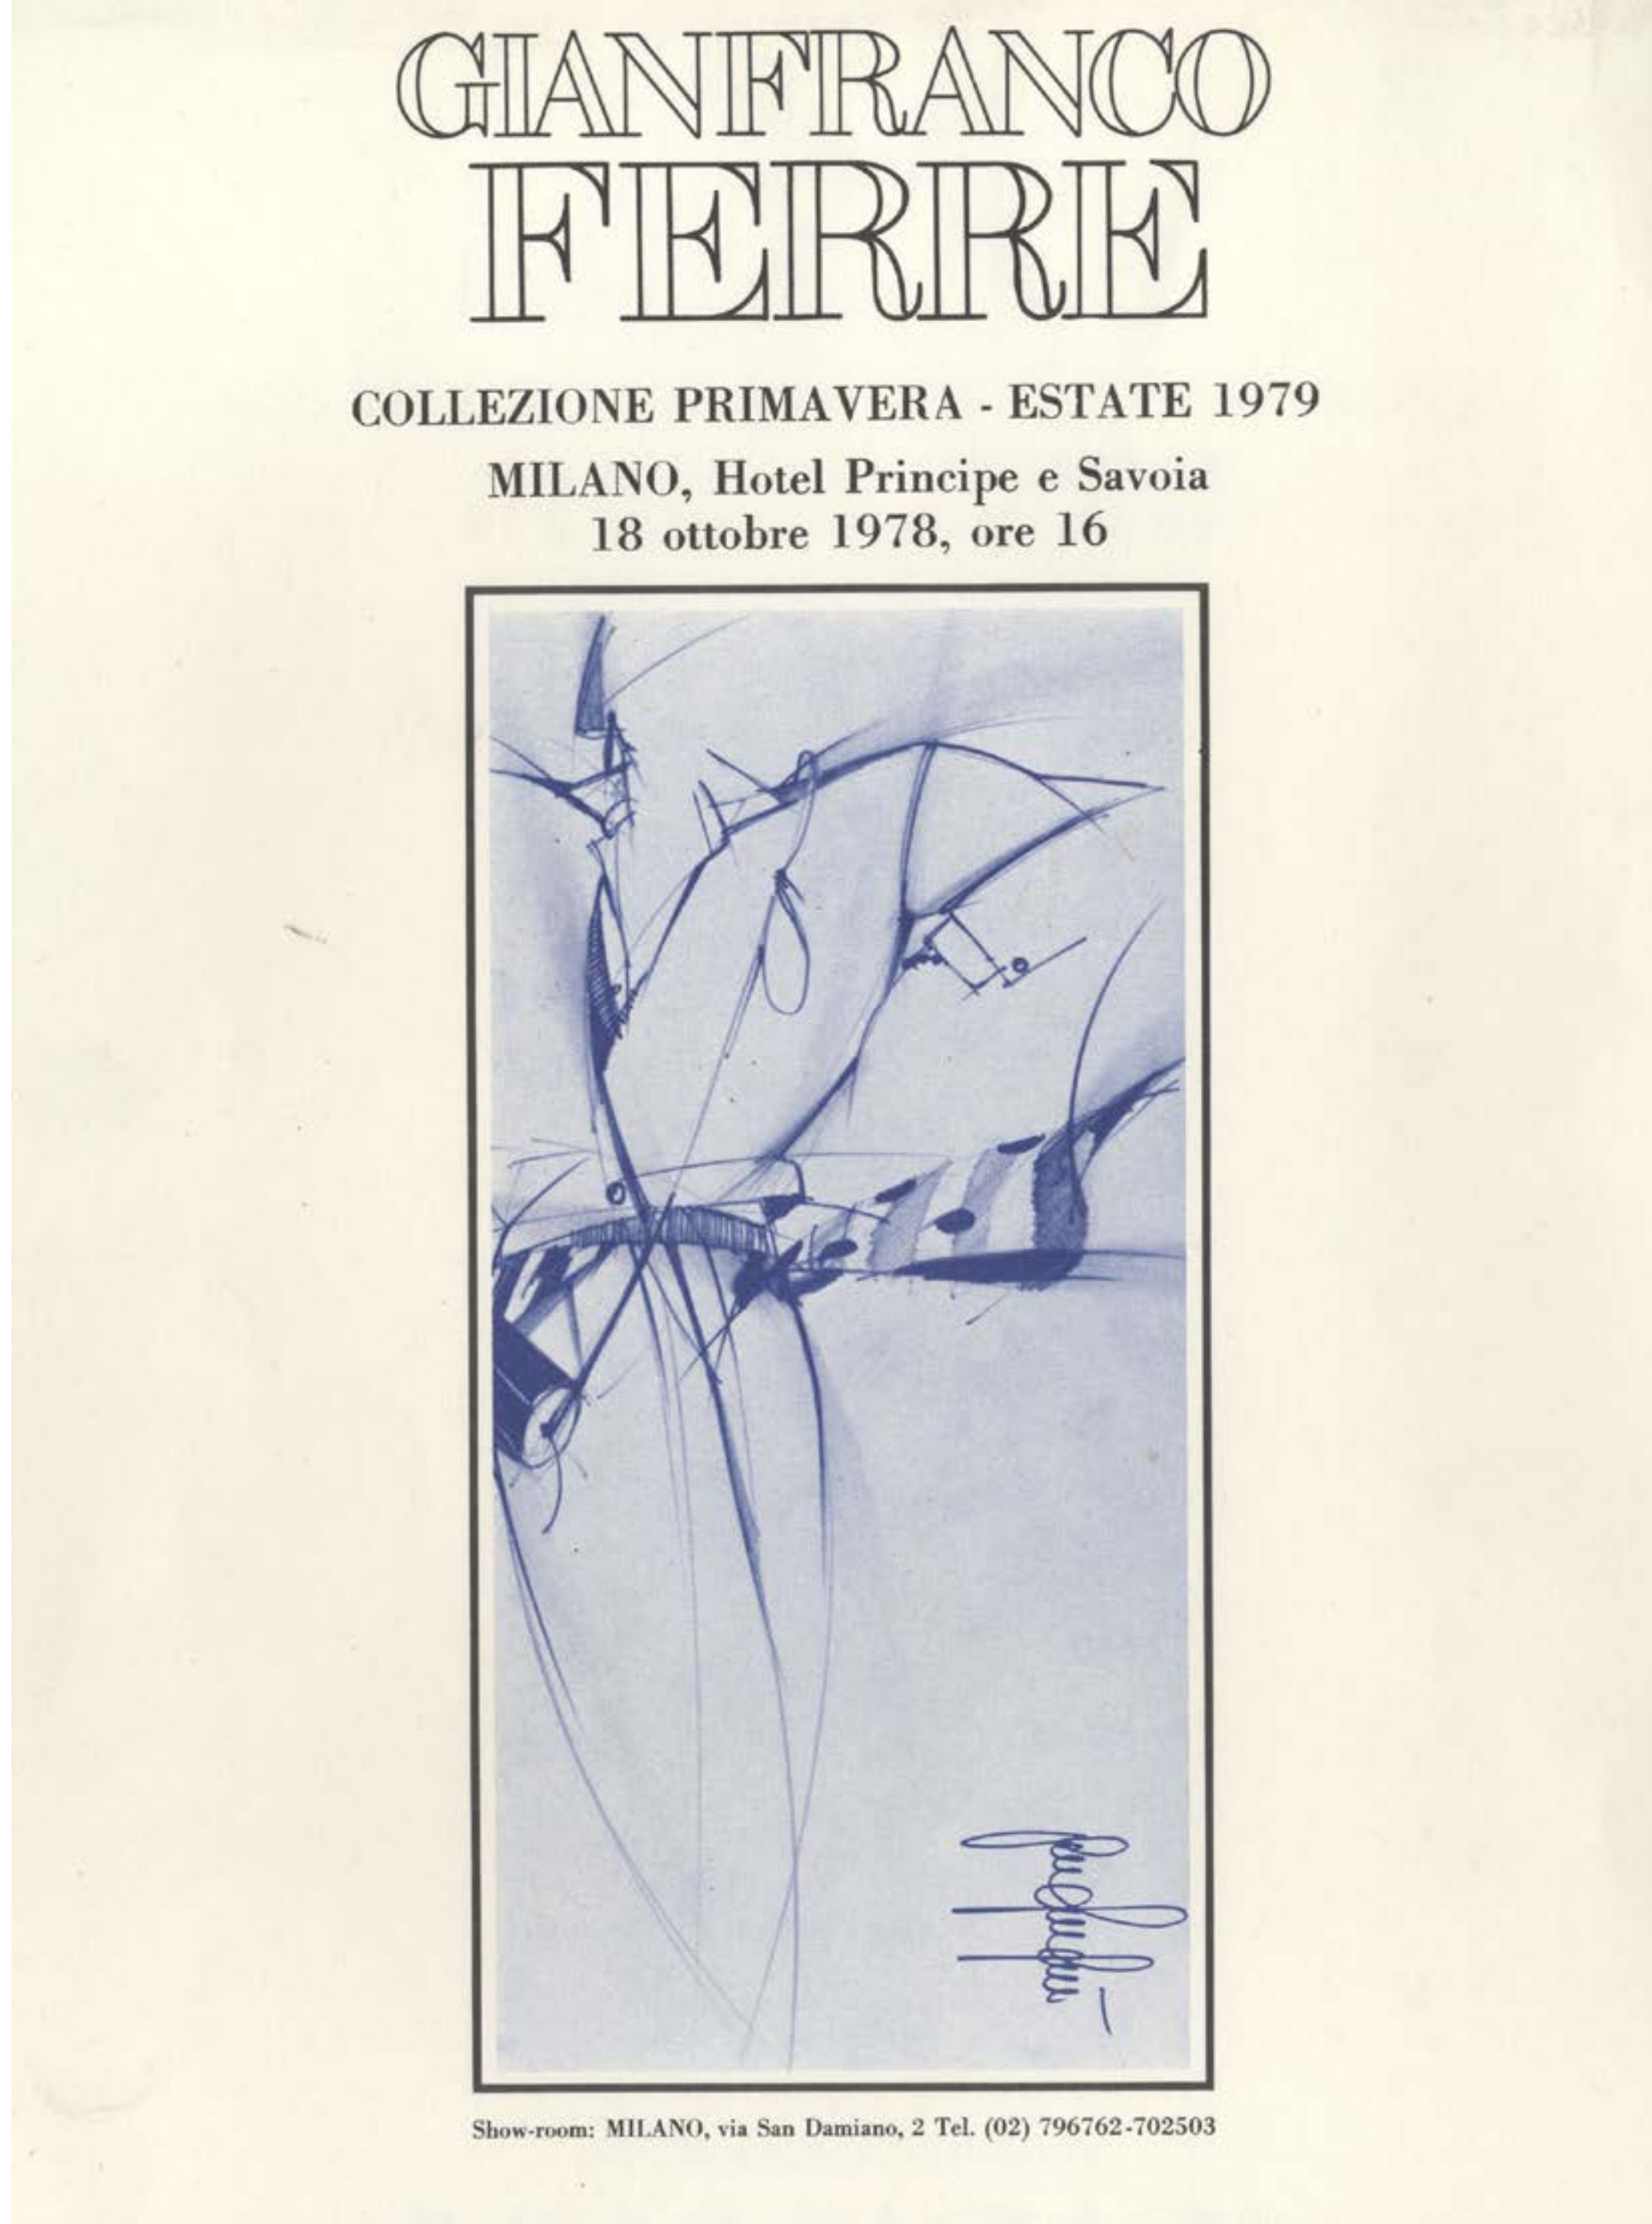 GIANFRANCO
FERRE
COLLEZIONE PRIMAVERA - ESTATE 1979
MILANO, Hotel Principe e Savoia
18 ottobre 1978, ore 16
Show-room: MILANO, via San Damiano, 2 Tel. (02) 796762-702503